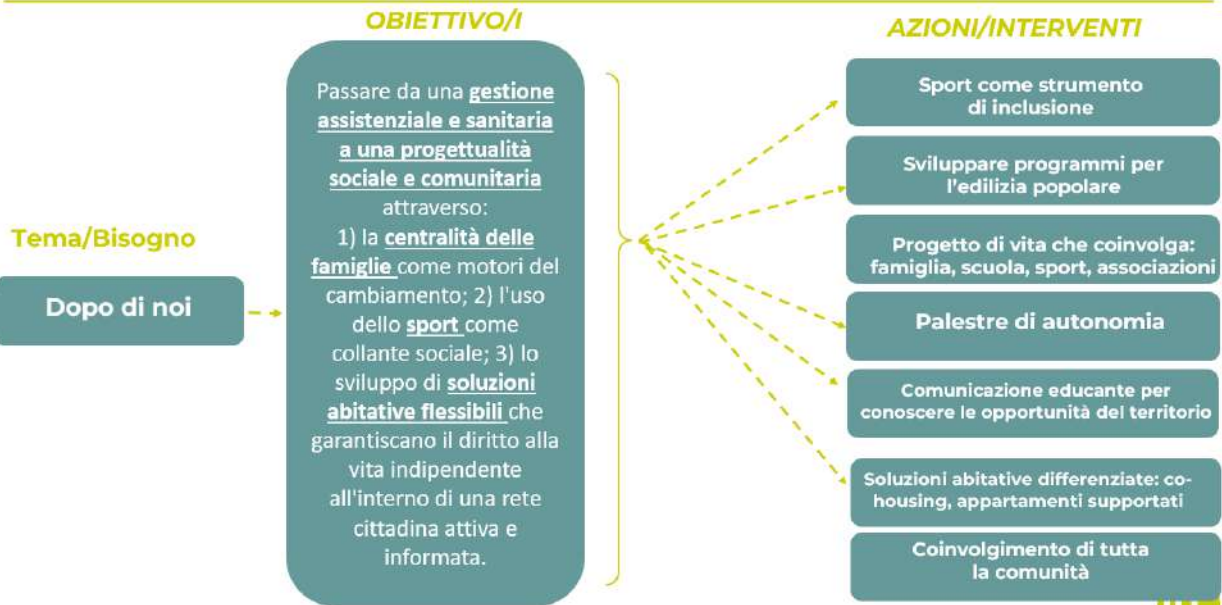 OBIETTIVO/I
AZIONI/INTERVENTI
Tema/Bisogno
Dopo di noi
Passare da una gestione
assistenziale e sanitaria
a una progettualità
sociale e comunitaria
attraverso:
1) la centralità delle
famiglie come motori del
cambiamento; 2) l'uso
dello sport come
collante sociale; 3) lo
sviluppo di soluzioni
abitative flessibili che
garantiscano il diritto alla
vita indipendente
all'interno di una rete
cittadina attiva e
informata.
Sport come strumento
di inclusione
Sviluppare programmi per
l'edilizia popolare
Progetto di vita che coinvolga:
famiglia, scuola, sport, associazioni
Palestre di autonomia
Comunicazione educante per
conoscere le opportunità del territorio
Soluzioni abitative differenziate: co-
housing, appartamenti supportati
Coinvolgimento di tutta
la comunità